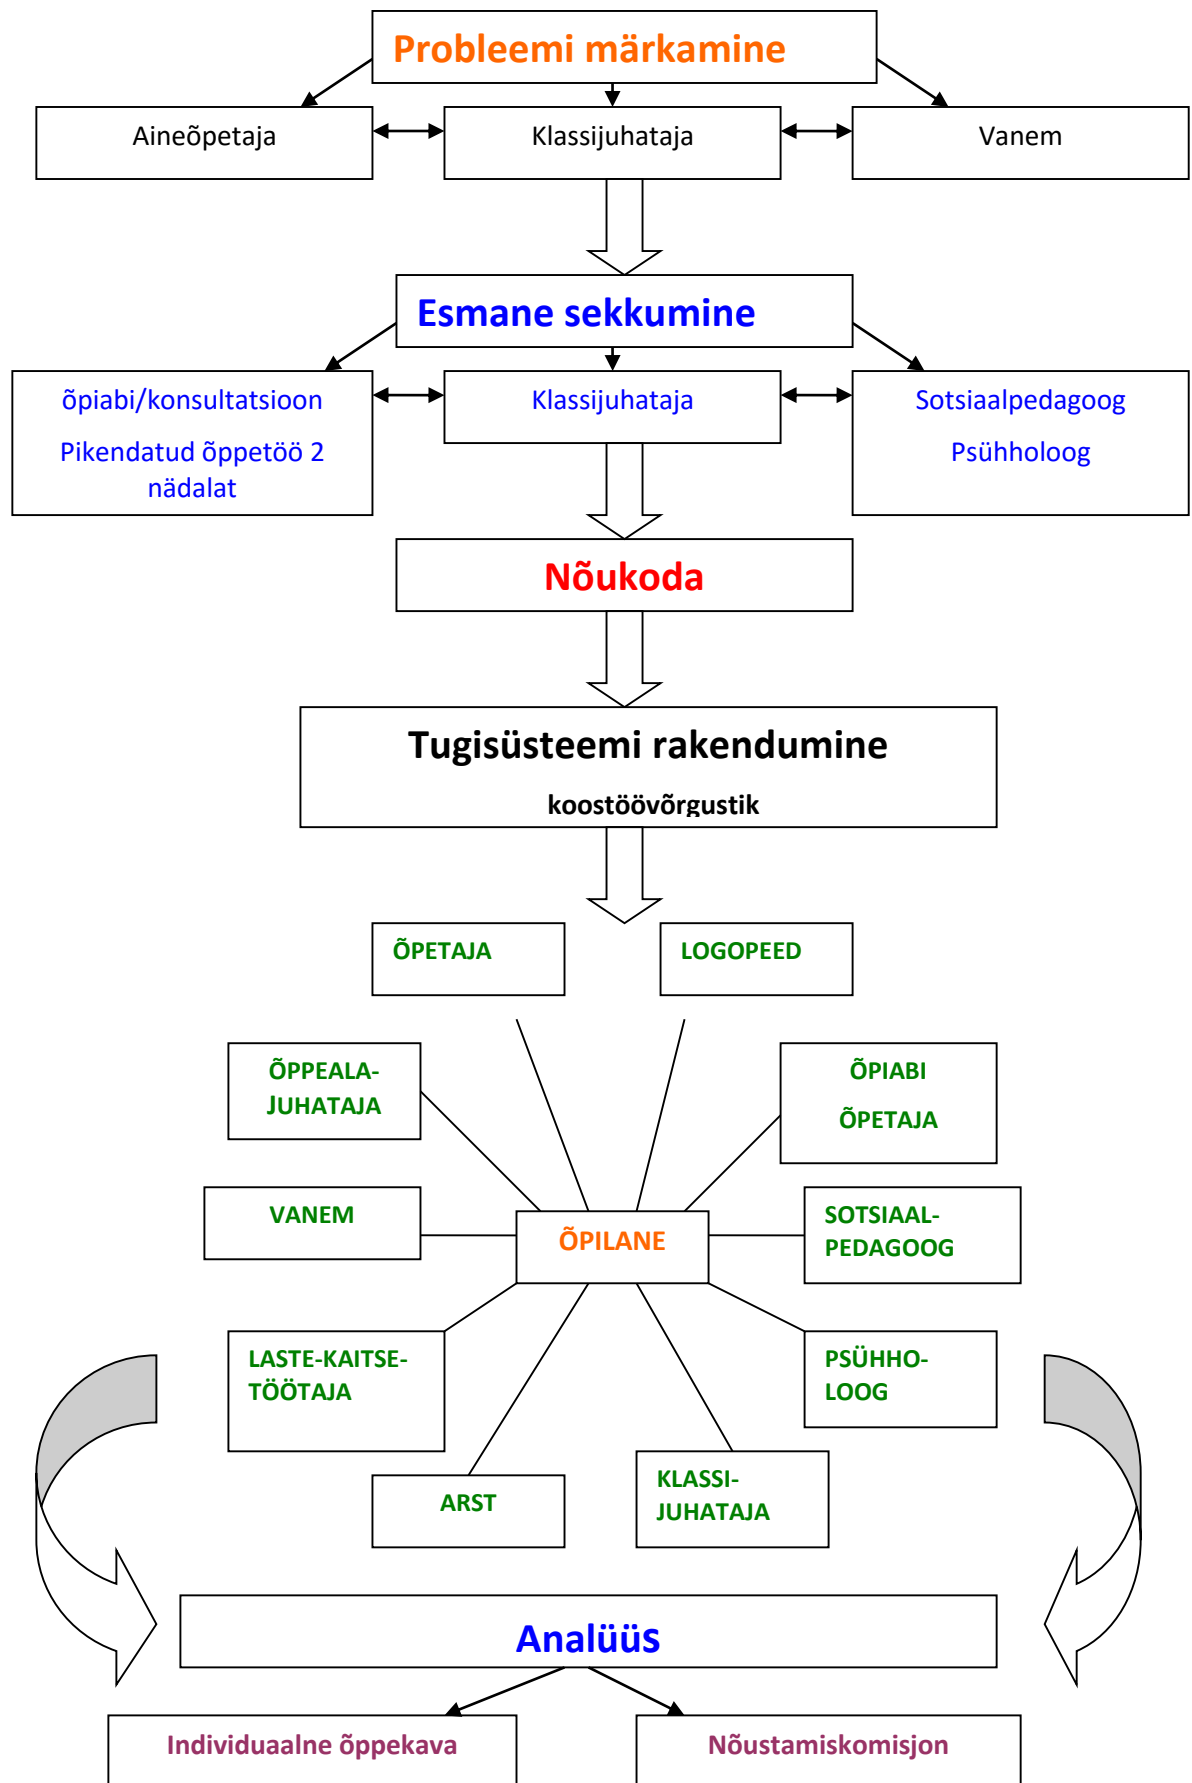 Probleemi märkamine
Aineõpetaja
Klassijuhataja
Vanem
Esmane sekkumine
õpiabi/konsultatsioon
Pikendatud õppetöö 2
nädalat
Klassijuhataja
Sotsiaalpedagoog
Psühholoog
Nõukoda
Tugisüsteemi rakendumine
koostöövõrgustik
ÕPETAJA
LOGOPEED
ÕPPEALA-
JUHATAJA
ÕPIABI
ÕPETAJA
VANEM
ÕPILANE
SOTSIAAL-
PEDAGOOG
LASTE-KAITSE-
TÖÖTAJA
PSÜHHO-
LOOG
ARST
KLASSI-
JUHATAJA
Analüüs
Individuaalne õppekava
Nõustamiskomisjon